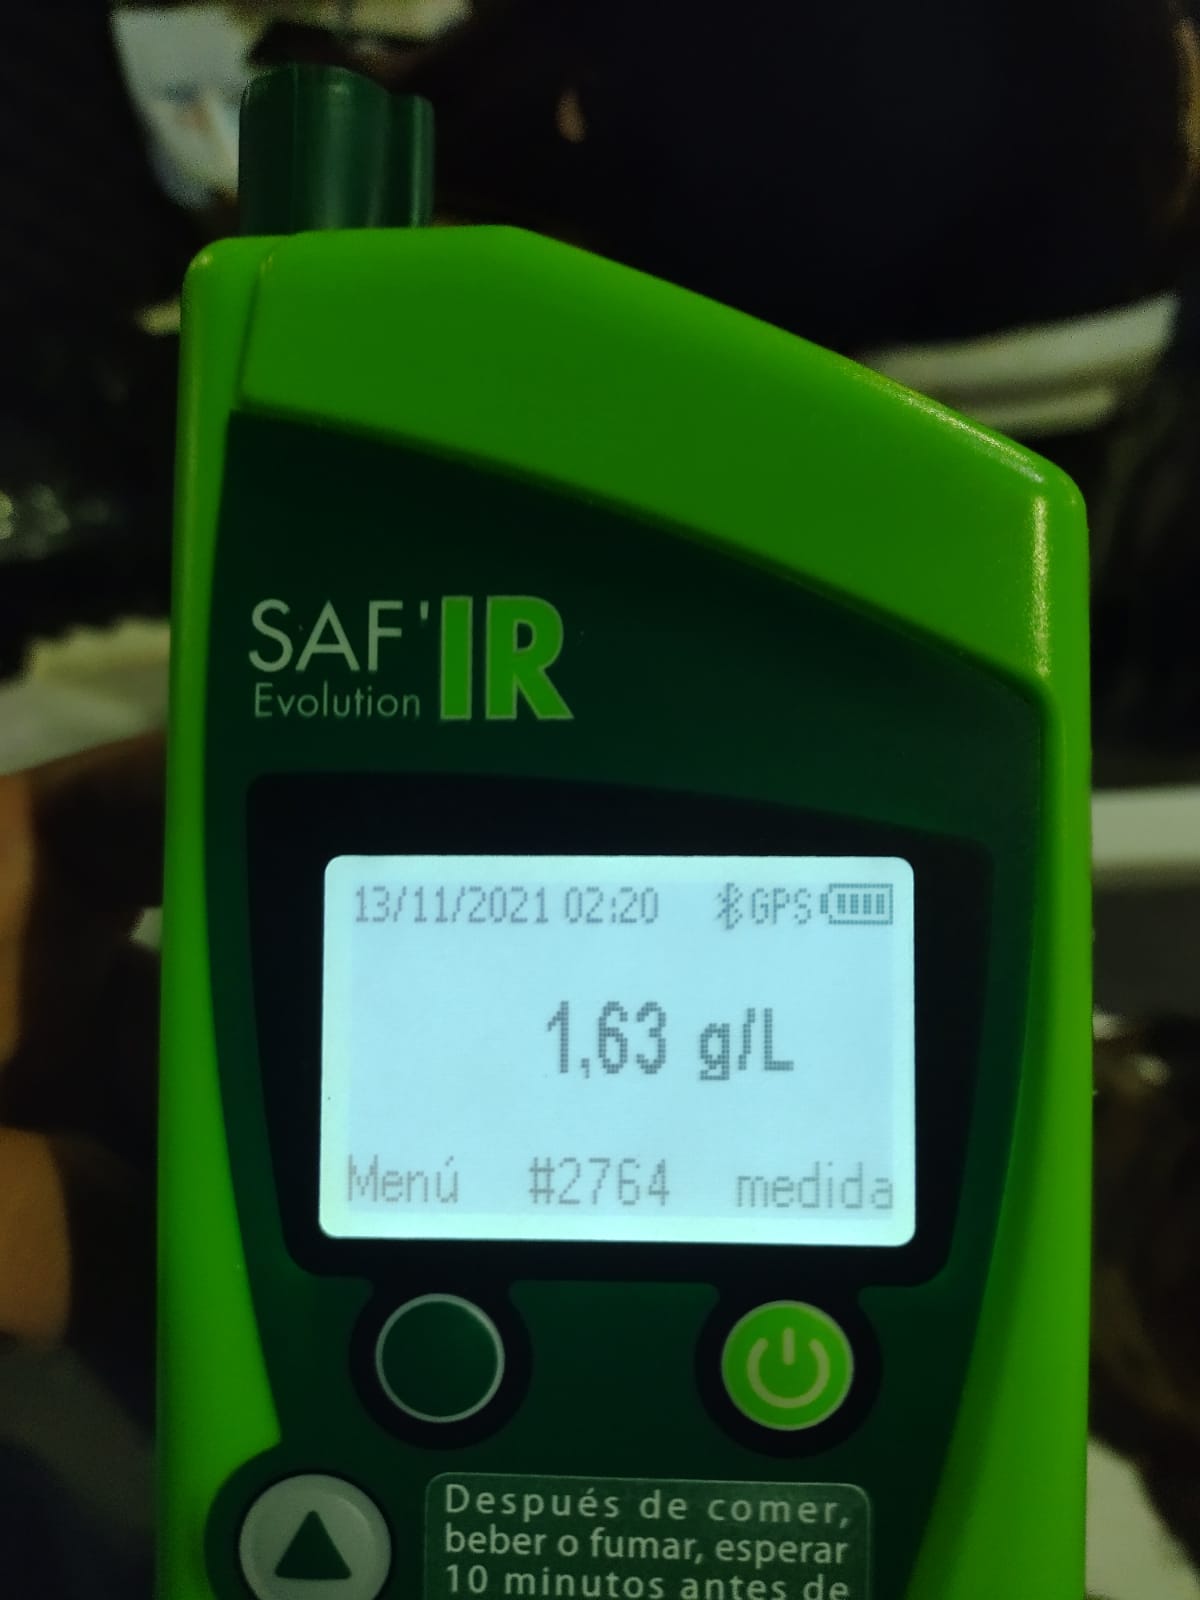 SAF'IR
Evolution
13/11/2021 02:20 GPS
1,63 g/L
Menú #2764 medida
Después de comer,
beber o fumar, esperar
10 minutos antes de